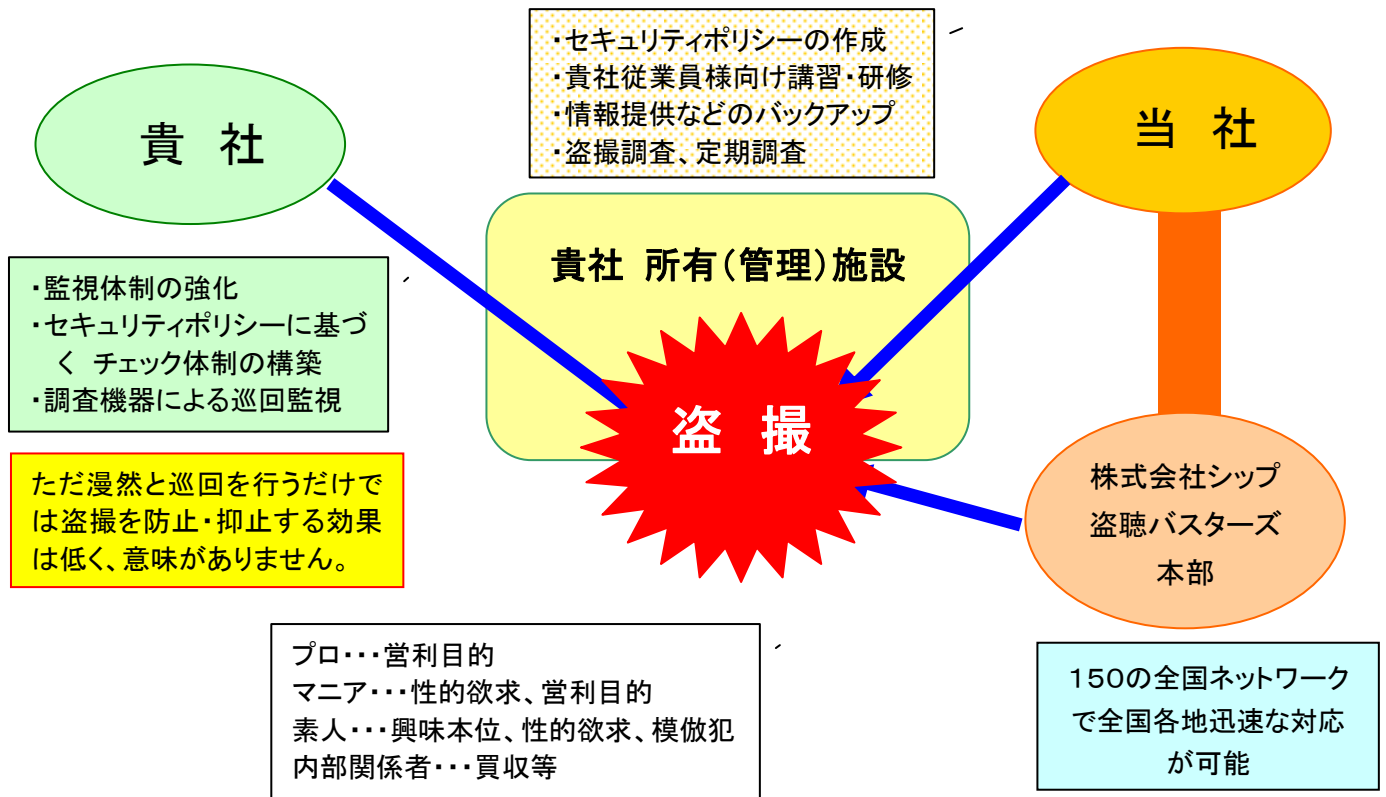 ・セキュリティポリシーの作成
・貴社従業員様向け講習・研修
・情報提供などのバックアップ
・盗撮調査、定期調査
貴 社
当 社
貴社 所有（管理）施設
・監視体制の強化
・セキュリティポリシーに基づ
く チェック体制の構築
・調査機器による巡回監視
盗 撮
ただ漫然と巡回を行うだけで
は盗撮を防止・抑止する効果
は低く、意味がありません。
株式会社シップ
盗聴バスターズ
本部
プロ・・・営利目的
マニア・・・性的欲求、営利目的
素人・・・興味本位、性的欲求、模倣犯
内部関係者・・・買収等
１５０の全国ネットワーク
で全国各地迅速な対応
が可能